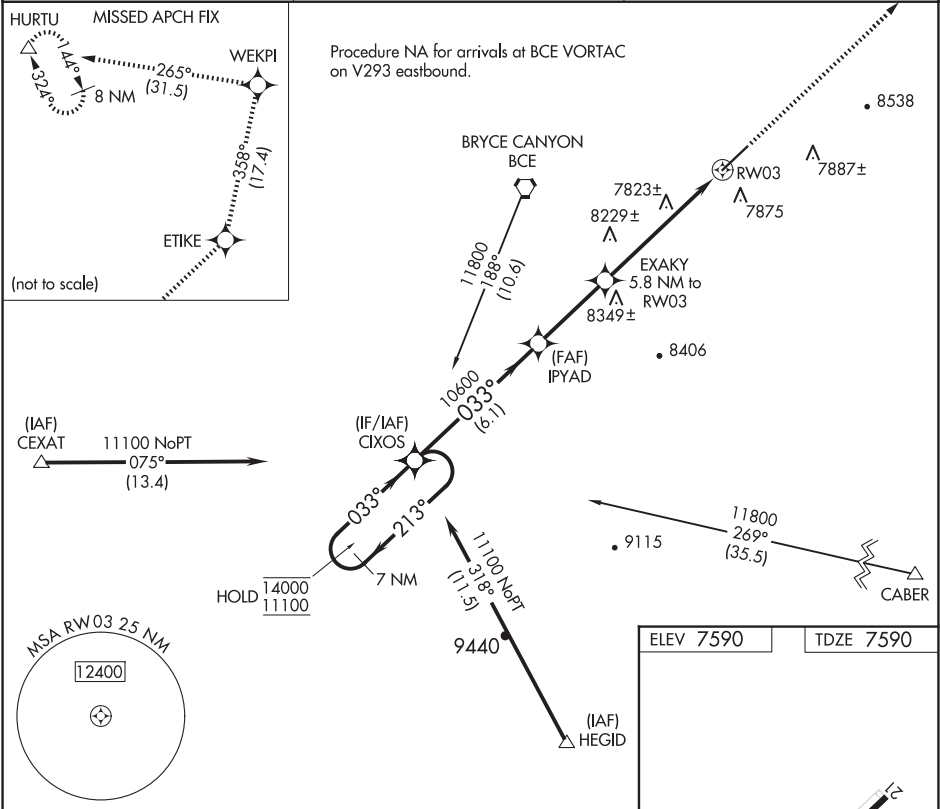 HURTU
MISSED APCH FIX
WEKPI
144°
324°
8 NM
265°
(31.5)
358°
(17.4)
ETIKE
(not to scale)
Procedure NA for arrivals at BCE VORTAC
on V293 eastbound.
8538
BRYCE CANYON
BCE
RW03
7887±
7823±
7875
8229±
11800
188°
(10.6)
EXAKY
5.8 NM to
RW03
8349±
8406
(FAF)
IPYAD
10600
033°
(6.1)
(IAF)
CEXAT
11100 NoPT
075°
(13.4)
(IF/IAF)
CIXOS
033°
213°
7 NM
HOLD
14000
11100
11100 NoPT
318°
(11.5)
11800
269°
(35.5)
9115
CABER
9440
(IAF)
HEGID
MSA RW03 25 NM
12400
ELEV 7590
TDZE 7590
21